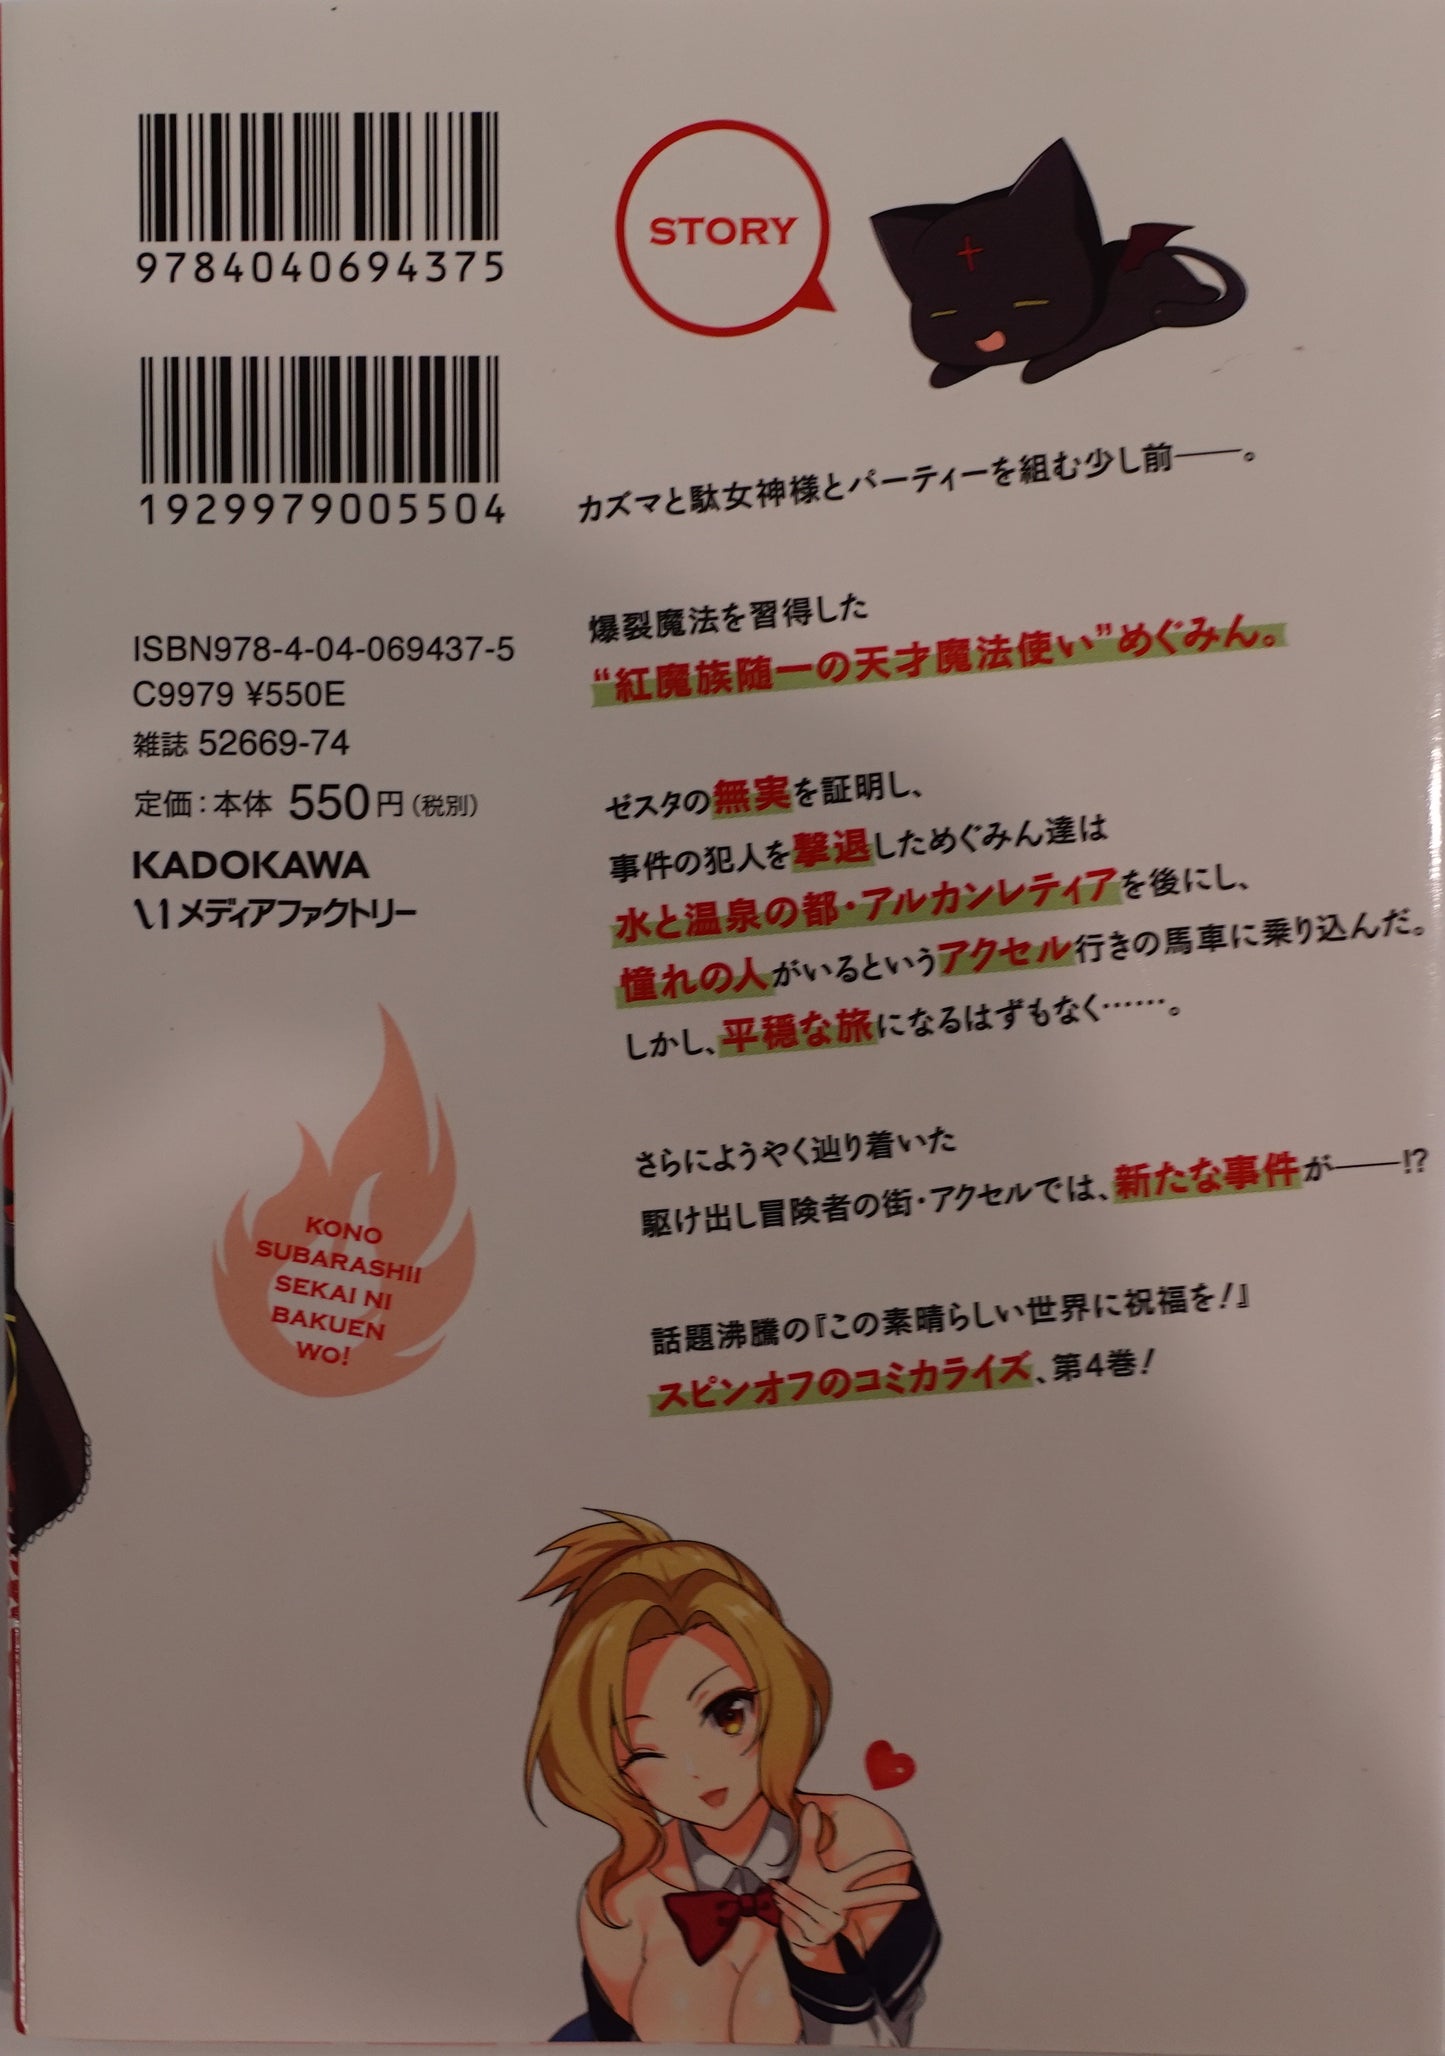 9784040694375
1929979005504
ISBN978-4-04-069437-5
C9979 ¥550E
雑誌 52669-74
定価：本体 550円（税別）
KADOKAWA
メディアファクトリー
KONO
SUBARASHII
SEKAI NI
BAKUEN
WO!
STORY
カズマと駄女神様とパーティーを組む少し前――。
爆裂魔法を習得した
“紅魔族随一の天才魔法使い”めぐみん。
ゼスタの無実を証明し、
事件の犯人を撃退しためぐみん達は
水と温泉の都・アルカンレティアを後にし、
憧れの人がいるというアクセル行きの馬車に乗り込んだ。
しかし、平穏な旅になるはずもなく……。
さらにようやく辿り着いた
駆け出し冒険者の街・アクセルでは、新たな事件が――!?
話題沸騰の『この素晴らしい世界に祝福を！』
スピンオフのコミカライズ、第4巻！